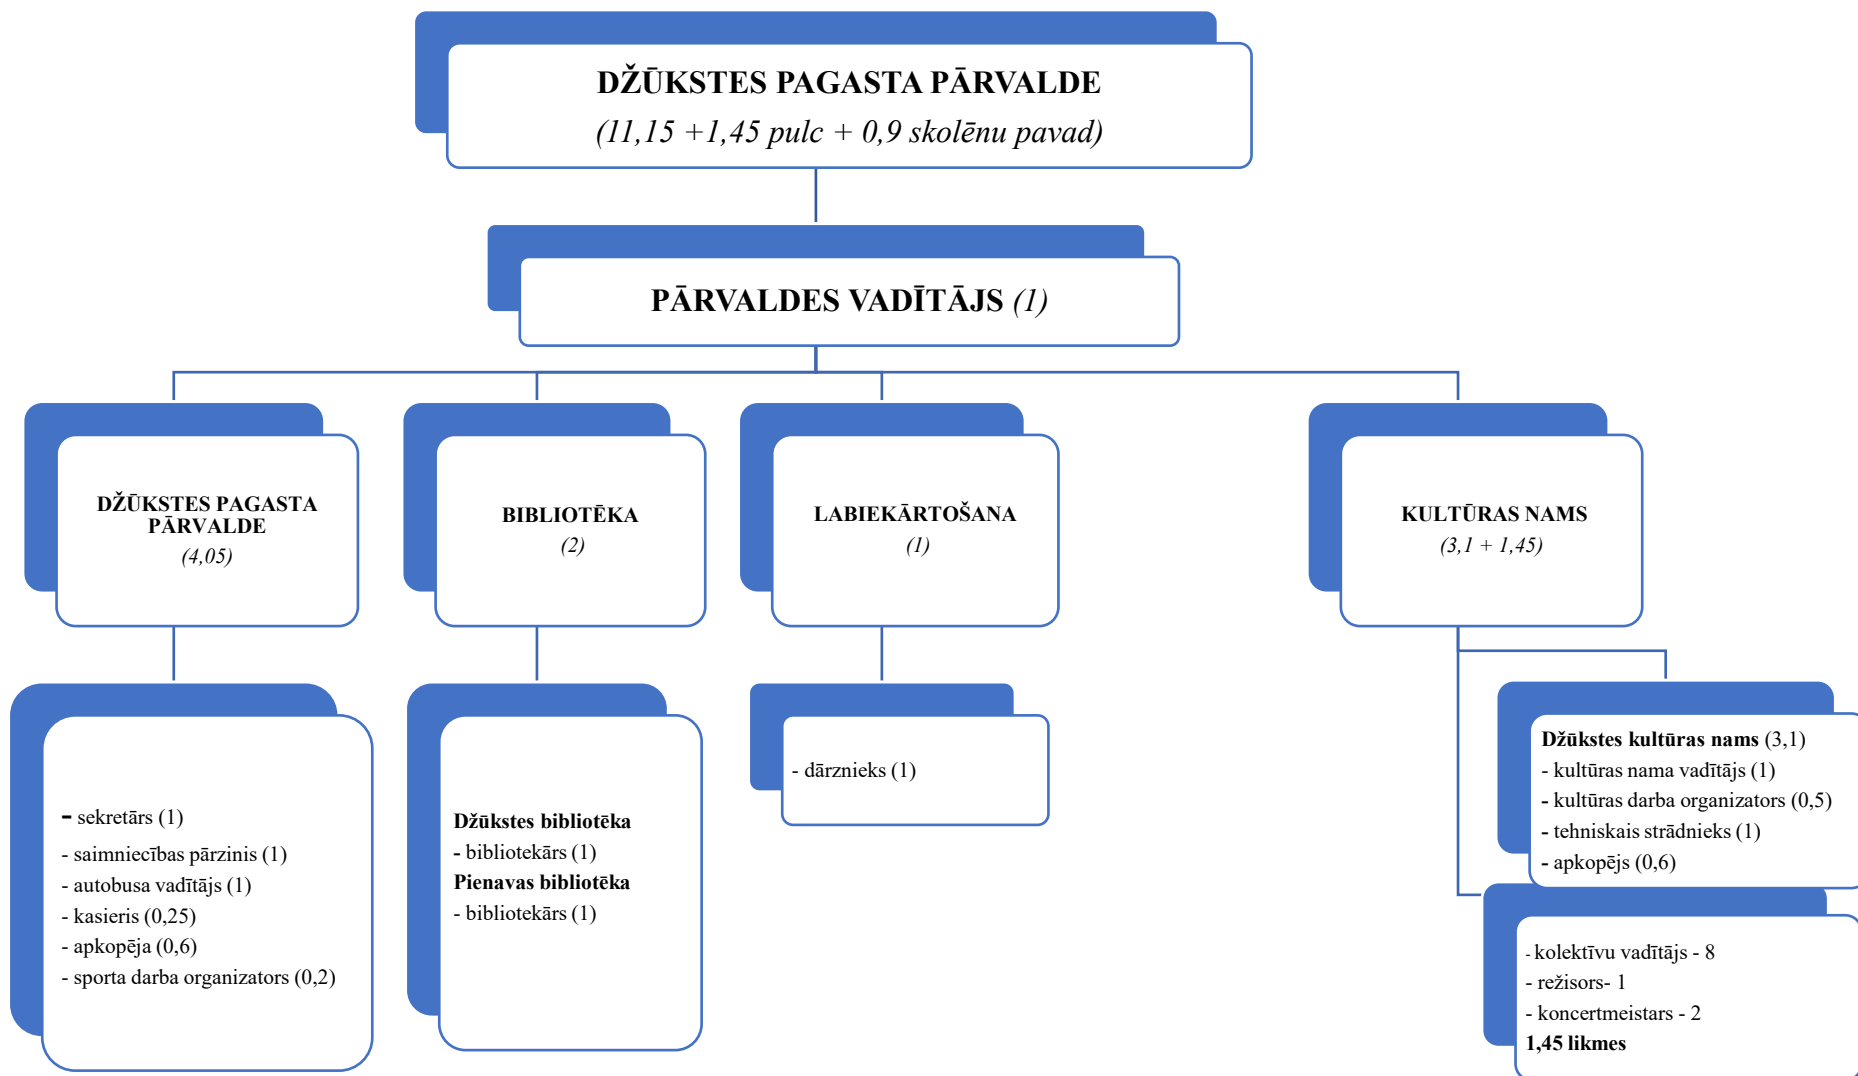 DŽŪKSTES PAGASTA PĀRVALDE
(11,15 +1,45 pulc + 0,9 skolēnu pavad)
PĀRVALDES VADĪTĀJS (1)
DŽŪKSTES PAGASTA
PĀRVALDE
(4,05)
BIBLIOTĒKA
(2)
LABIEKĀRTOŠANA
(1)
KULTŪRAS NAMS
(3,1 + 1,45)
- sekretārs (1)
- saimniecības pārzinis (1)
- autobusa vadītājs (1)
- kasieris (0,25)
- apkopēja (0,6)
- sporta darba organizators (0,2)
Džūkstes bibliotēka
- bibliotekārs (1)
Pienavas bibliotēka
- bibliotekārs (1)
- dārznieks (1)
Džūkstes kultūras nams (3,1)
- kultūras nama vadītājs (1)
- kultūras darba organizators (0,5)
- tehniskais strādnieks (1)
- apkopējs (0,6)
- kolektīvu vadītājs - 8
- režisors- 1
- koncertmeistars - 2
1,45 likmes